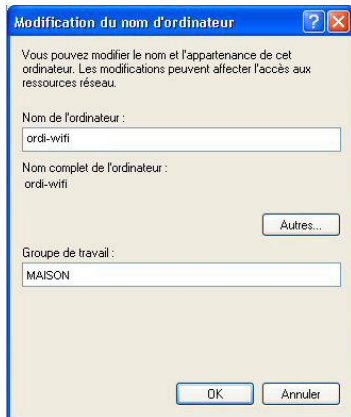 Modification du nom d'ordinateur
Vous pouvez modifier le nom et l'appartenance de cet
ordinateur. Les modifications peuvent affecter l'accès aux
ressources réseau.
Nom de l'ordinateur :
ordi-wifi
Nom complet de l'ordinateur :
ordi-wifi
Autres...
Groupe de travail :
MAISON
OK Annuler